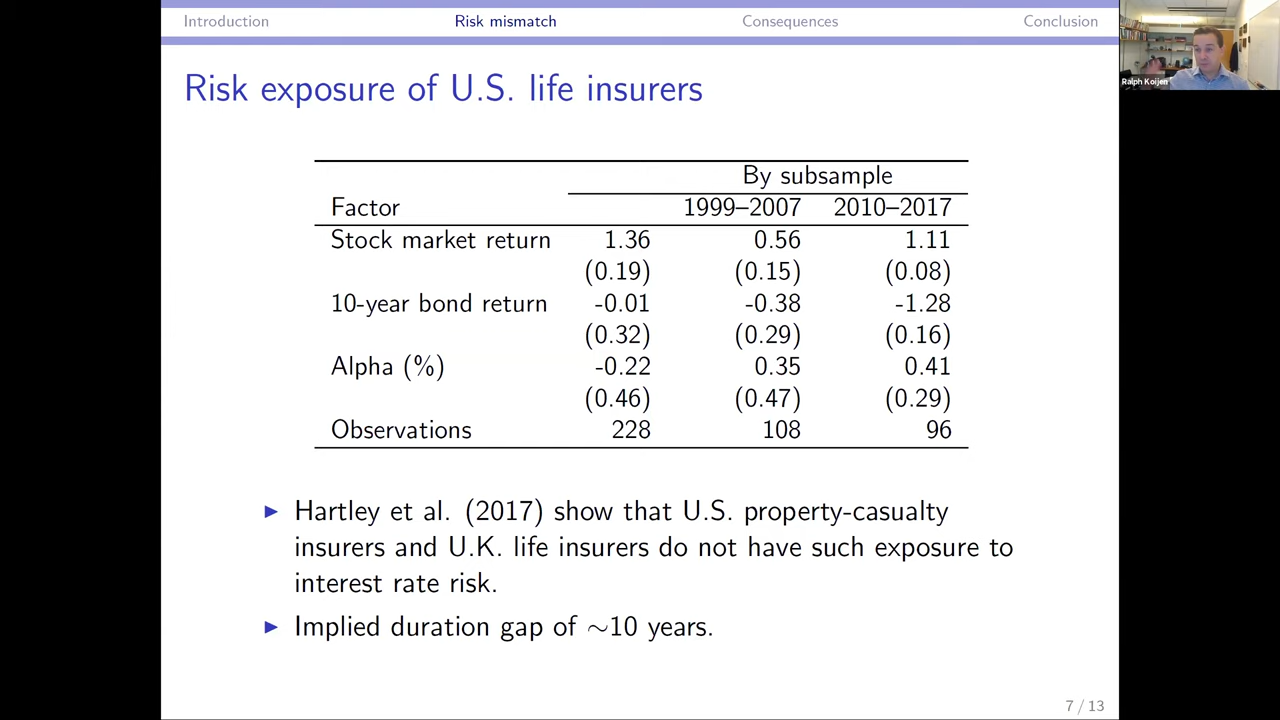 Introduction Risk mismatch Consequences Conclusion
Ralph Koijen
Risk exposure of U.S. life insurers
By subsample
Factor 1999–2007 2010–2017
Stock market return 1.36 0.56 1.11
(0.19) (0.15) (0.08)
10-year bond return -0.01 -0.38 -1.28
(0.32) (0.29) (0.16)
Alpha (%) -0.22 0.35 0.41
(0.46) (0.47) (0.29)
Observations 228 108 96
▶ Hartley et al. (2017) show that U.S. property-casualty
insurers and U.K. life insurers do not have such exposure to
interest rate risk.
▶ Implied duration gap of ~10 years.
7 / 13